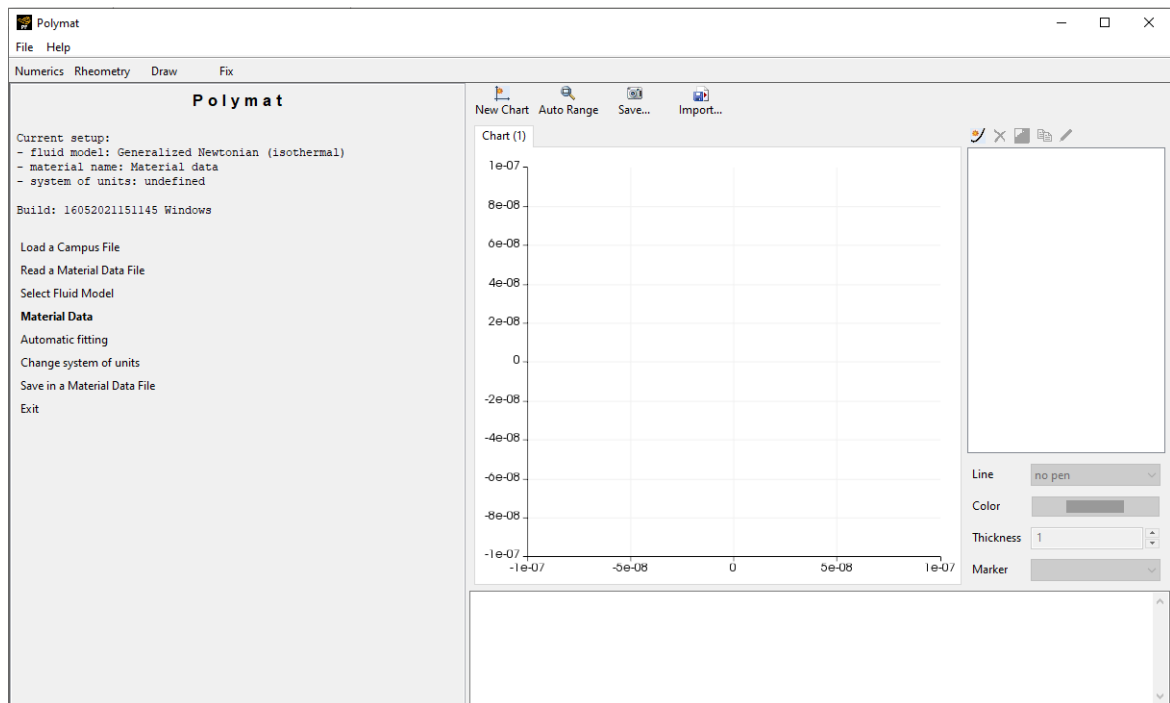 Polymat
File Help
Numerics Rheometry Draw Fix
Polymat
Current setup:
- fluid model: Generalized Newtonian (isothermal)
- material name: Material data
- system of units: undefined
Build: 16052021151145 Windows
Load a Campus File
Read a Material Data File
Select Fluid Model
Material Data
Automatic fitting
Change system of units
Save in a Material Data File
Exit
New Chart Auto Range Save... Import...
Chart (1)
1e-07
8e-08
6e-08
4e-08
2e-08
0
-2e-08
-4e-08
-6e-08
-8e-08
-1e-07
-1e-07 -5e-08 0 5e-08 1e-07
Line no pen
Color
Thickness 1
Marker